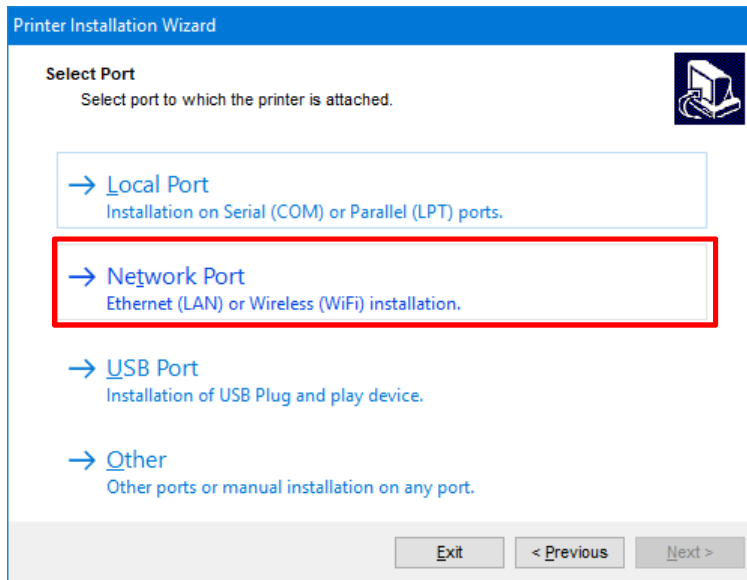 Printer Installation Wizard
Select Port
Select port to which the printer is attached.
→ Local Port
Installation on Serial (COM) or Parallel (LPT) ports.
→ Network Port
Ethernet (LAN) or Wireless (WiFi) installation.
→ USB Port
Installation of USB Plug and play device.
→ Other
Other ports or manual installation on any port.
Exit < Previous Next >